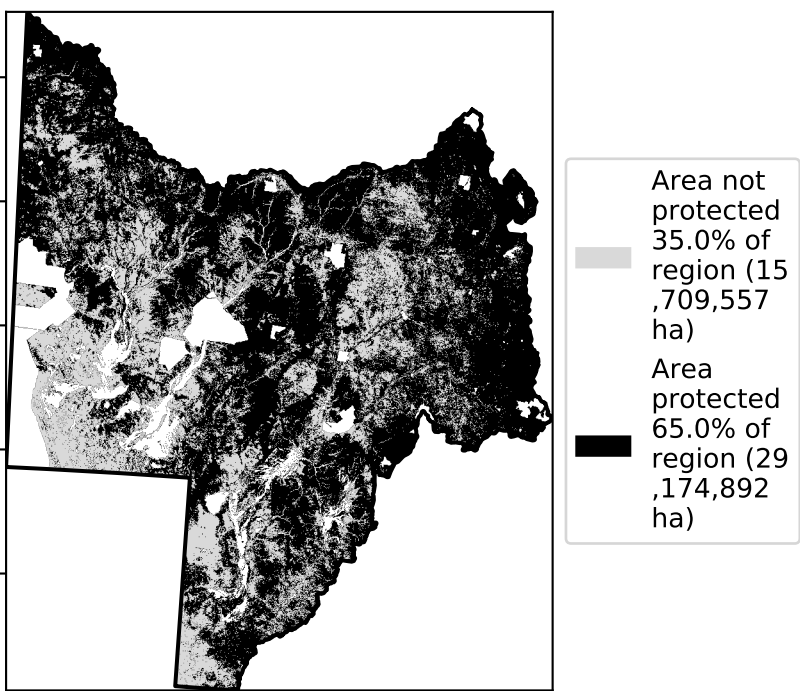 Area not
protected
35.0% of
region (15
,709,557
ha)
Area
protected
65.0% of
region (29
,174,892
ha)